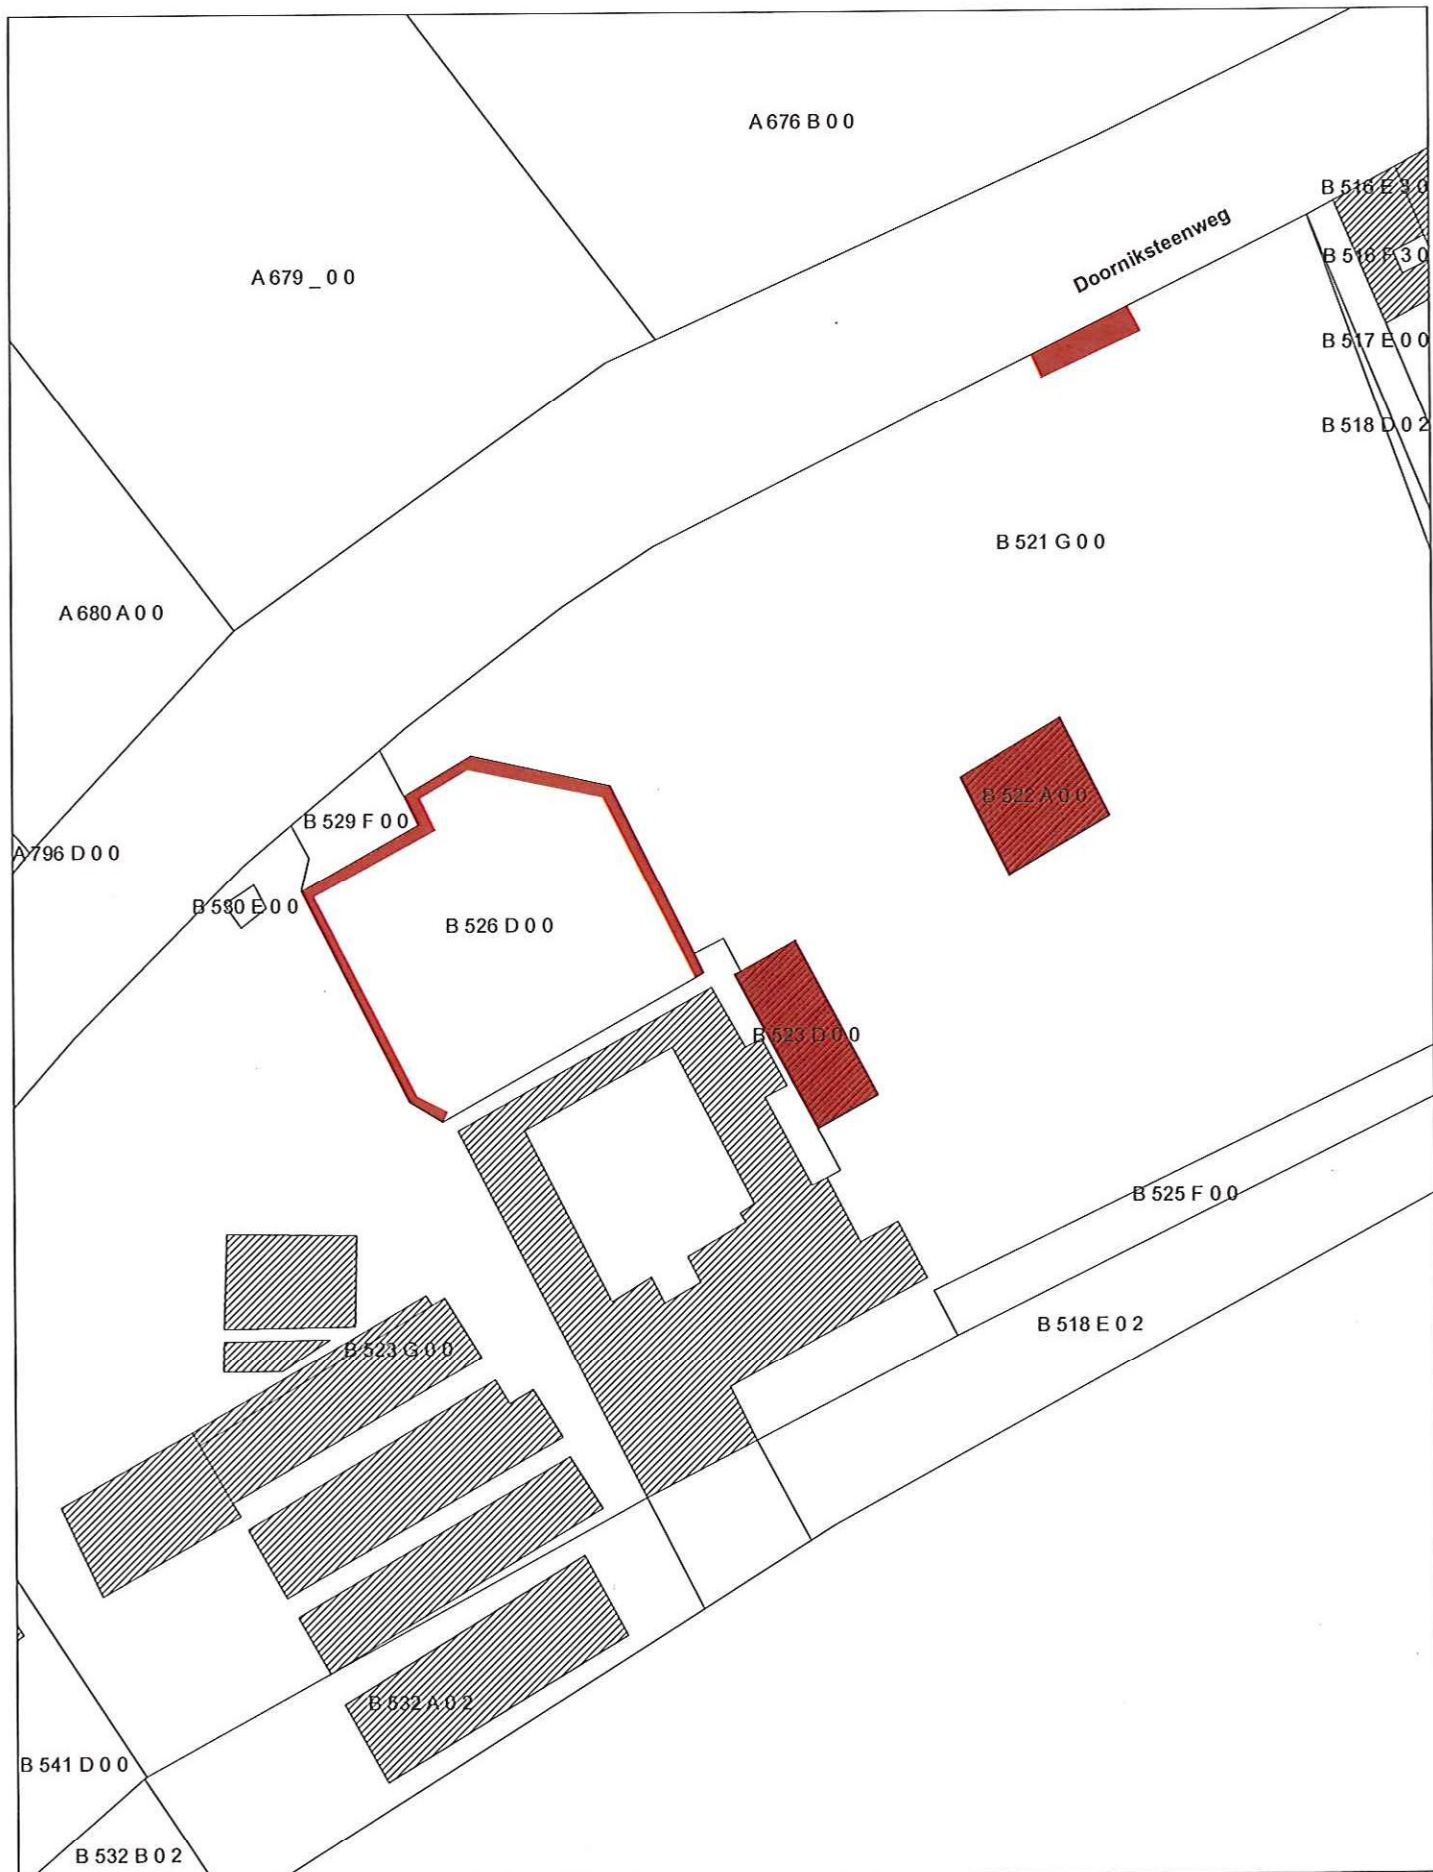 A 676 B 0 0
B 516 E 3 0
Doorniksteenweg
B 516 F 3 0
A 679 _ 0 0
B 517 E 0 0
B 518 D 0 2
B 521 G 0 0
A 680 A 0 0
B 522 A 0 0
B 529 F 0 0
A 796 D 0 0
B 530 E 0 0
B 526 D 0 0
B 523 D 0 0
B 525 F 0 0
B 518 E 0 2
B 523 G 0 0
B 532 A 0 2
B 541 D 0 0
B 532 B 0 2